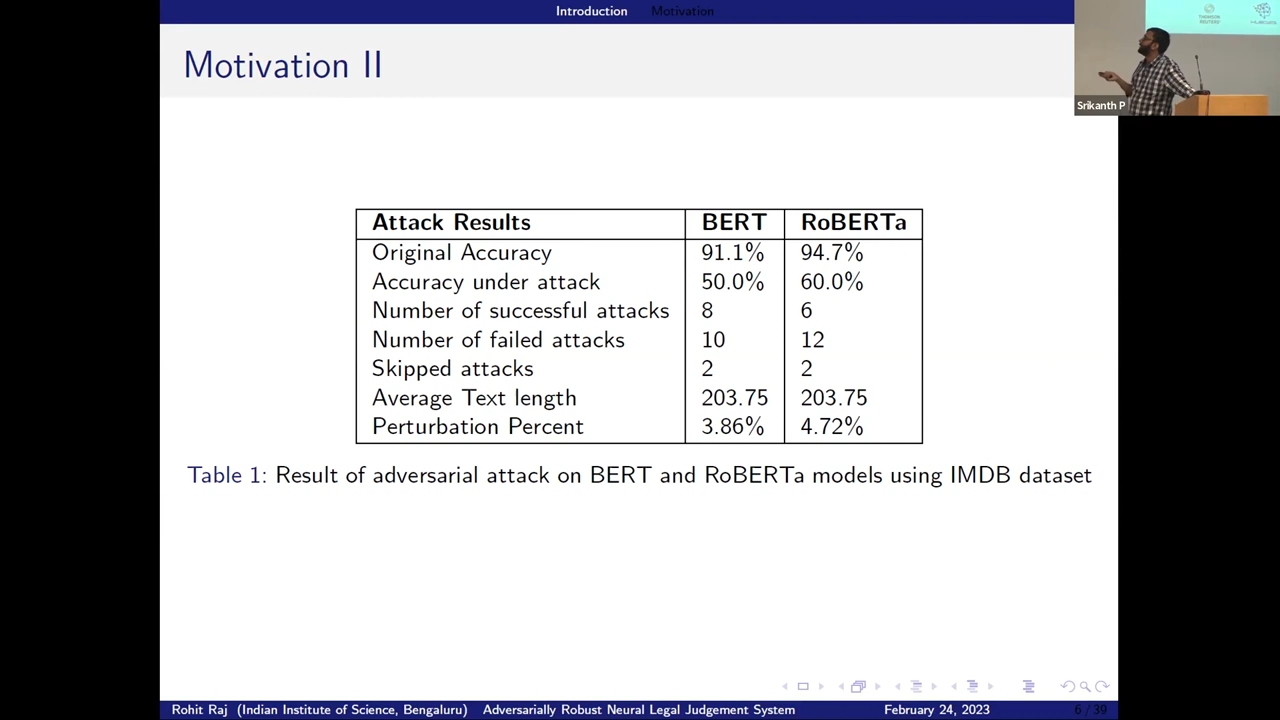 Introduction Motivation
THOMSON
REUTERS
Motivation II
Srikanth P
Attack Results BERT RoBERTa
Original Accuracy 91.1% 94.7%
Accuracy under attack 50.0% 60.0%
Number of successful attacks 8 6
Number of failed attacks 10 12
Skipped attacks 2 2
Average Text length 203.75 203.75
Perturbation Percent 3.86% 4.72%
Table 1: Result of adversarial attack on BERT and RoBERTa models using IMDB dataset
Rohit Raj (Indian Institute of Science, Bengaluru) Adversarially Robust Neural Legal Judgement System February 24, 2023 6 / 39